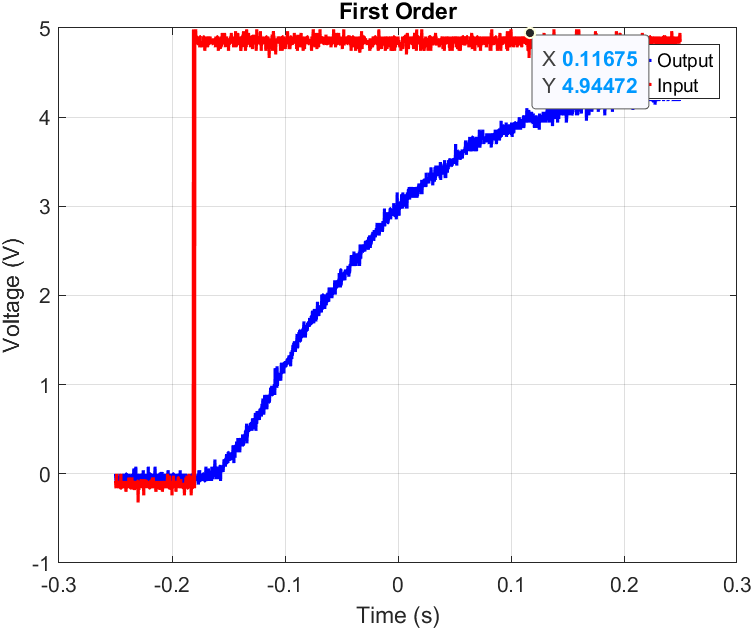 First Order
5
4
3
2
1
0
-1
Voltage (V)
X 0.11675
Y 4.94472
Output
Input
-0.3 -0.2 -0.1 0 0.1 0.2 0.3
Time (s)